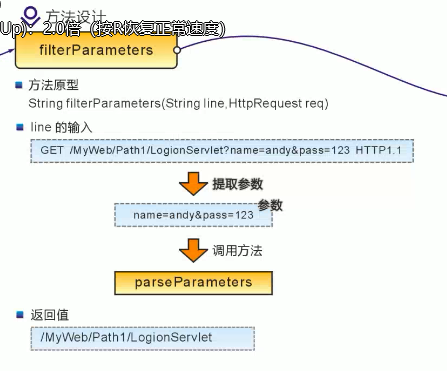 方法设计
Up)：2.0倍 (按R恢复正常速度)
filterParameters
方法原型
String filterParameters(String line,HttpRequest req)
line 的输入
GET /MyWeb/Path1/LogionServlet?name=andy&pass=123 HTTP1.1
提取参数
参数
name=andy&pass=123
调用方法
parseParameters
返回值
/MyWeb/Path1/LogionServlet